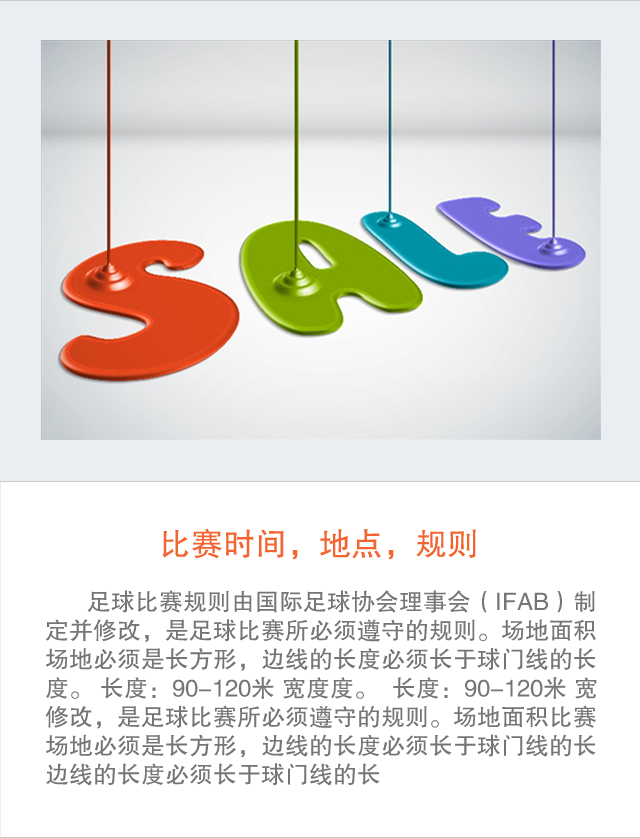 SALE
比赛时间，地点，规则
足球比赛规则由国际足球协会理事会（IFAB）制
定并修改，是足球比赛所必须遵守的规则。场地面积
场地必须是长方形，边线的长度必须长于球门线的长
度。 长度：90-120米 宽度度。 长度：90-120米 宽
修改，是足球比赛所必须遵守的规则。场地面积比赛
场地必须是长方形，边线的长度必须长于球门线的长
边线的长度必须长于球门线的长